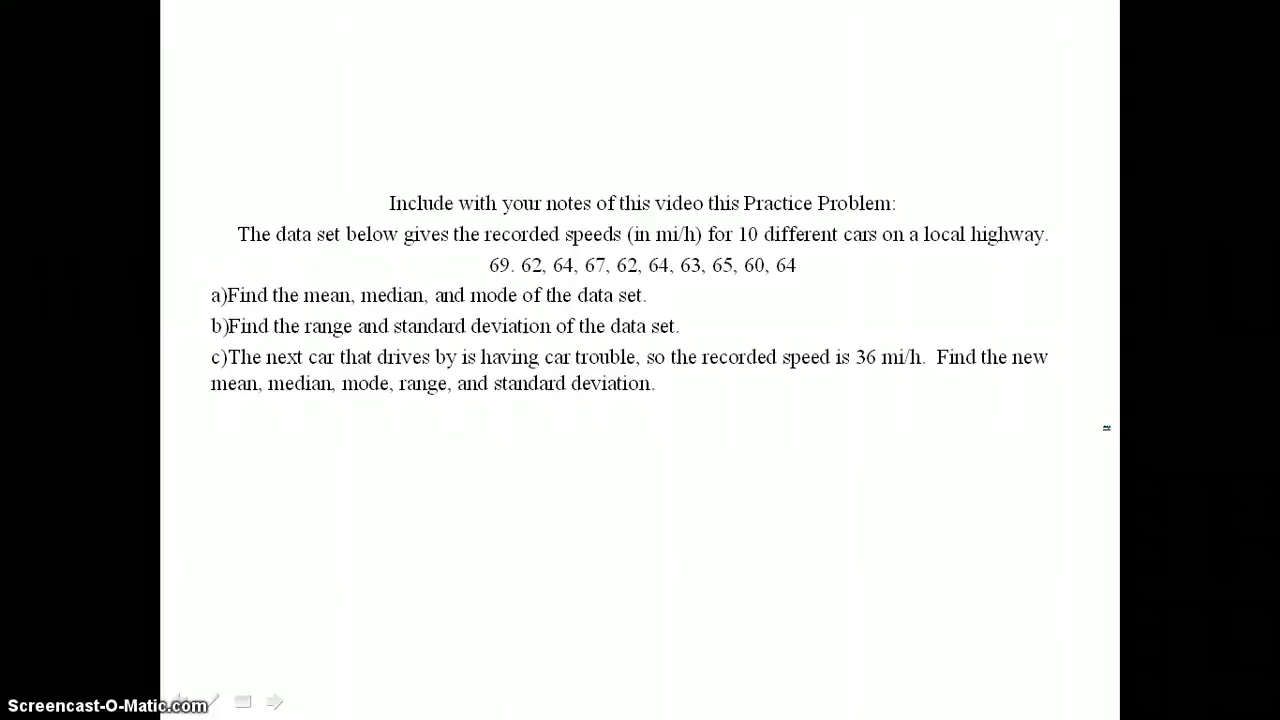 Include with your notes of this video this Practice Problem:
The data set below gives the recorded speeds (in mi/h) for 10 different cars on a local highway.
69. 62, 64, 67, 62, 64, 63, 65, 60, 64
a)Find the mean, median, and mode of the data set.
b)Find the range and standard deviation of the data set.
c)The next car that drives by is having car trouble, so the recorded speed is 36 mi/h.  Find the new
mean, median, mode, range, and standard deviation.
Screencast-O-Matic.com